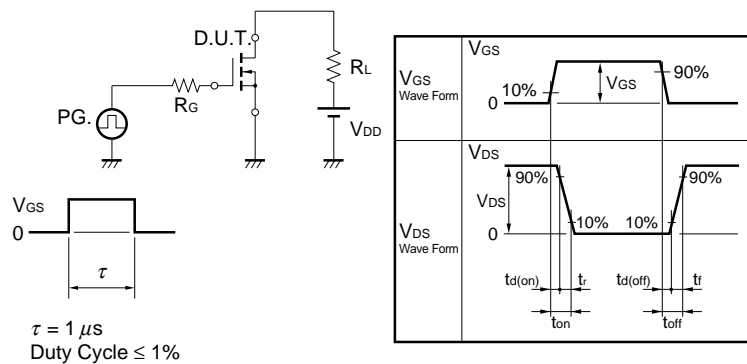 D.U.T.
RL
RG
PG.
VDD
VGS
0
τ
τ = 1 μs
Duty Cycle ≤ 1%
VGS
Wave Form
VGS
10%
VGS
90%
0
VDS
Wave Form
VDS
90%
90%
VDS
10%
10%
0
td(on)
tr
td(off)
tf
ton
toff